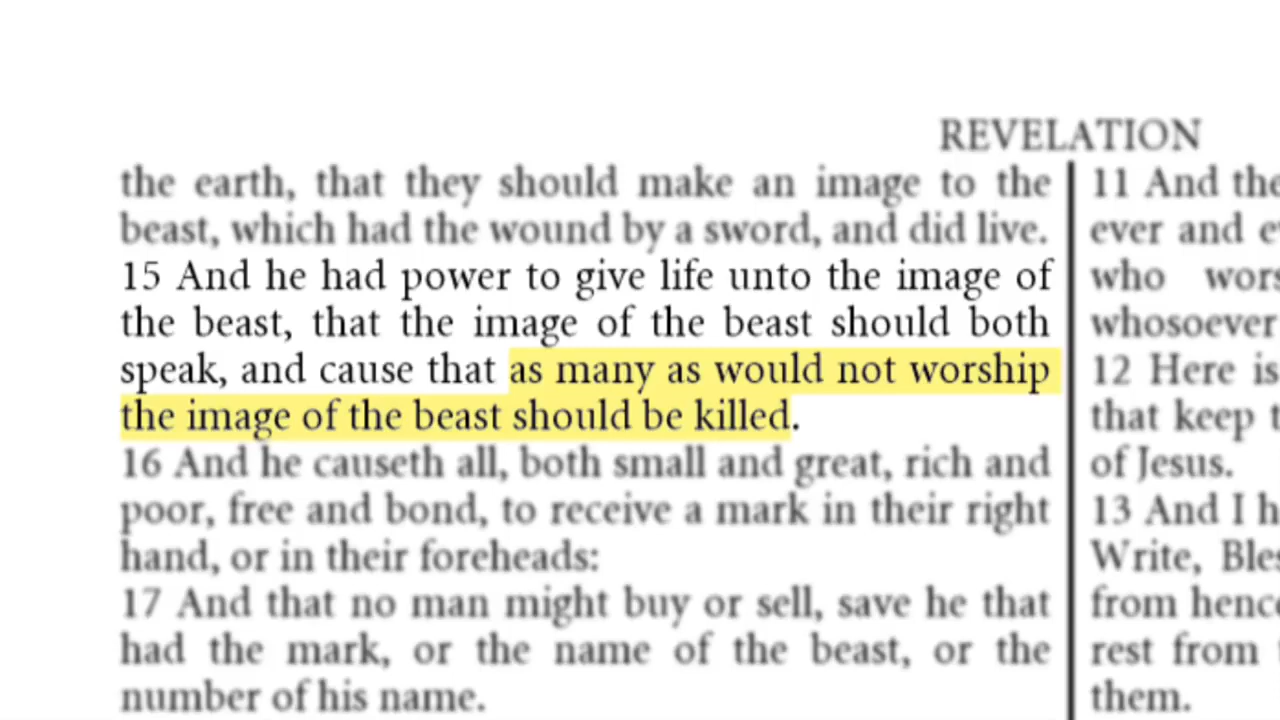 REVELATION
the earth, that they should make an image to the
beast, which had the wound by a sword, and did live.
15 And he had power to give life unto the image of
the beast, that the image of the beast should both
speak, and cause that as many as would not worship
the image of the beast should be killed.
16 And he causeth all, both small and great, rich and
poor, free and bond, to receive a mark in their right
hand, or in their foreheads:
17 And that no man might buy or sell, save he that
had the mark, or the name of the beast, or the
number of his name.
11 And the
ever and
who wors
whosoever
12 Here is
that keep
of Jesus.
13 And I
Write,
from
rest from
them.